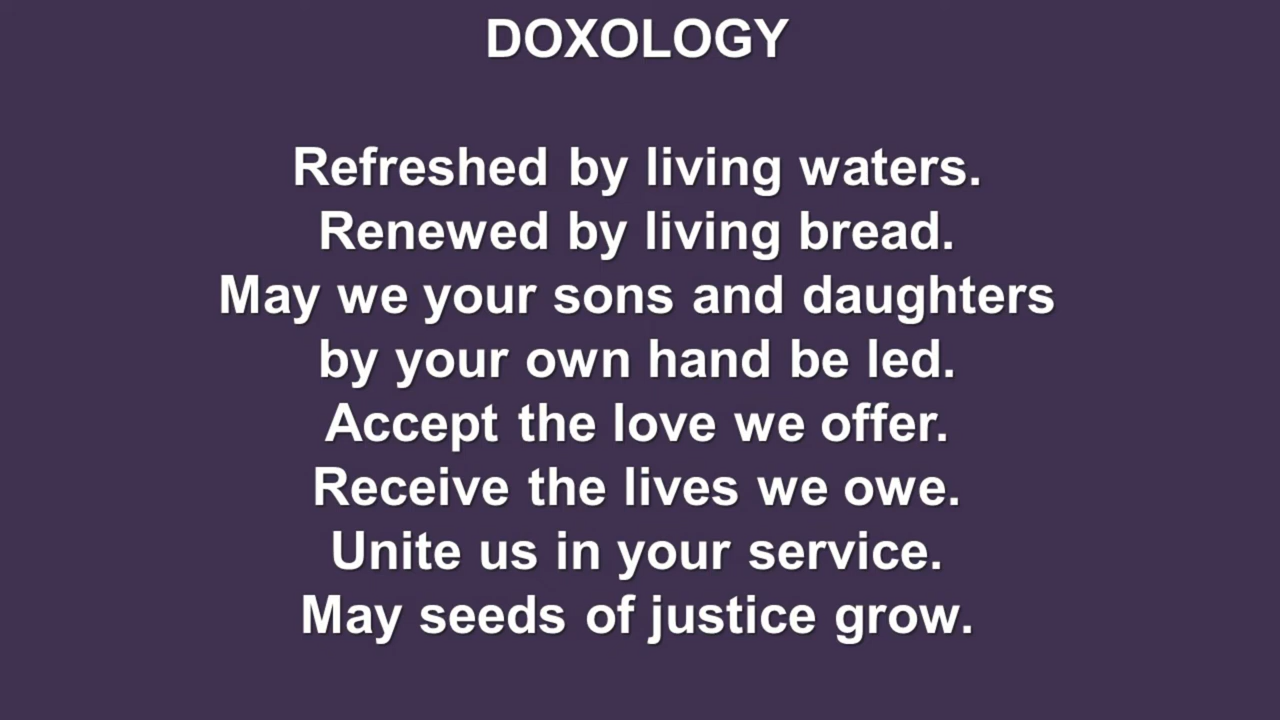 DOXOLOGY
Refreshed by living waters.
Renewed by living bread.
May we your sons and daughters
by your own hand be led.
Accept the love we offer.
Receive the lives we owe.
Unite us in your service.
May seeds of justice grow.